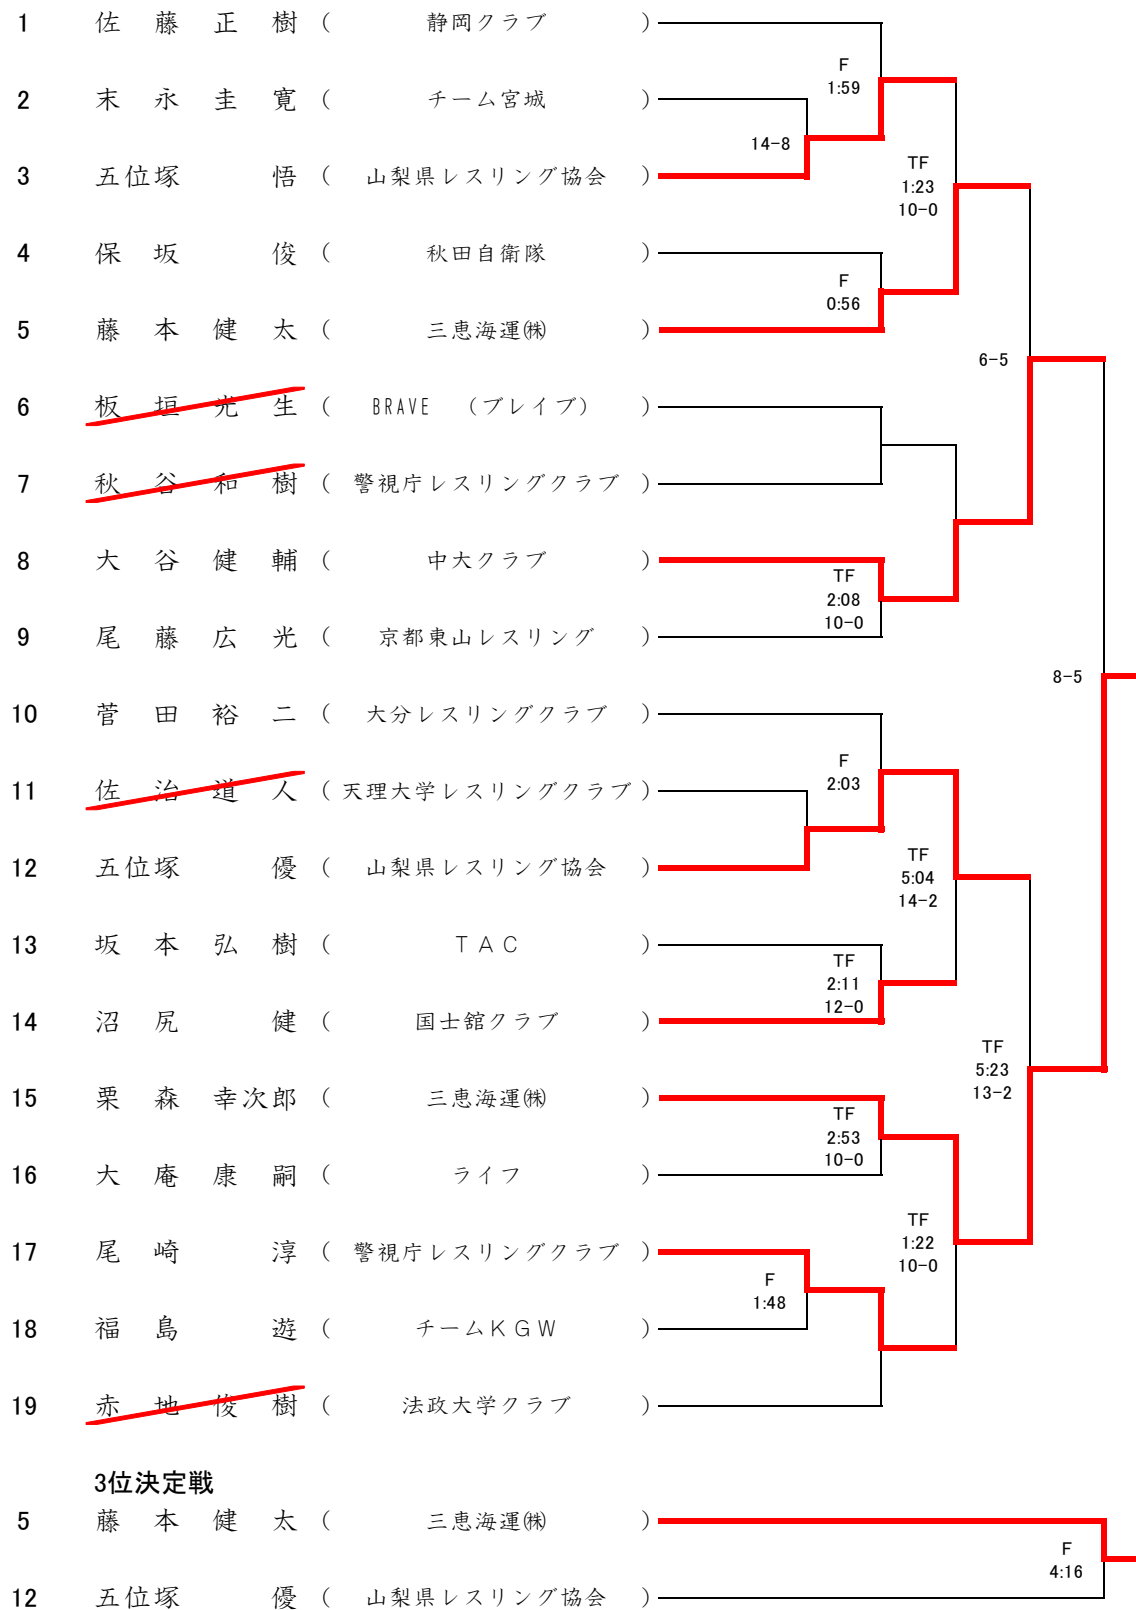 1 佐藤正樹 ( 静岡クラブ )
F
1:59
2 末永圭寛 ( チーム宮城 )
14-8
3 五位塚 悟 ( 山梨県レスリング協会 )
TF
1:23
10-0
4 保坂 俊 ( 秋田自衛隊 )
F
0:56
5 藤本健太 ( 三恵海運㈱ )
6-5
6 板垣光生 ( BRAVE (ブレイブ) )
7 秋谷和樹 ( 警視庁レスリングクラブ )
8 大谷健輔 ( 中大クラブ )
TF
2:08
10-0
9 尾藤広光 ( 京都東山レスリング )
8-5
10 菅田裕二 ( 大分レスリングクラブ )
F
2:03
11 佐治道人 ( 天理大学レスリングクラブ )
12 五位塚 優 ( 山梨県レスリング協会 )
TF
5:04
14-2
13 坂本弘樹 ( TAC )
TF
2:11
12-0
14 沼尻 健 ( 国士舘クラブ )
TF
5:23
13-2
15 栗森幸次郎 ( 三恵海運㈱ )
TF
2:53
10-0
16 大庵康嗣 ( ライフ )
TF
1:22
10-0
17 尾崎 淳 ( 警視庁レスリングクラブ )
F
1:48
18 福島 遊 ( チームKGW )
19 赤地俊樹 ( 法政大学クラブ )
3位決定戦
5 藤本健太 ( 三恵海運㈱ )
F
4:16
12 五位塚 優 ( 山梨県レスリング協会 )